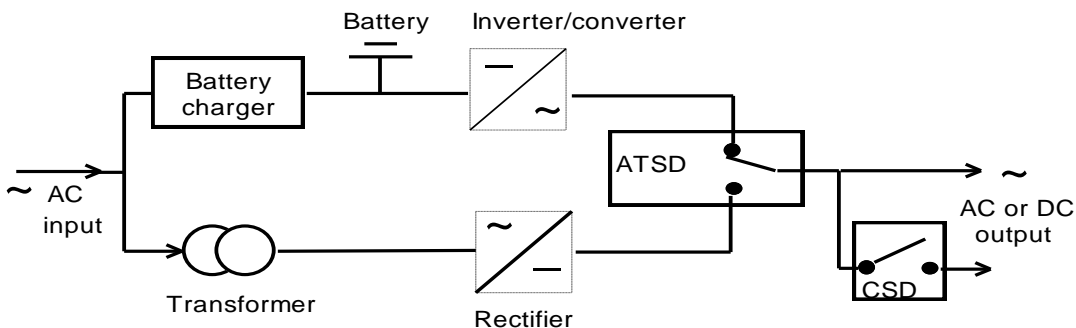 Battery
Inverter/converter
Battery
charger
~
ATSD
~
~
AC
input
AC or DC
output
~
CSD
Transformer
Rectifier